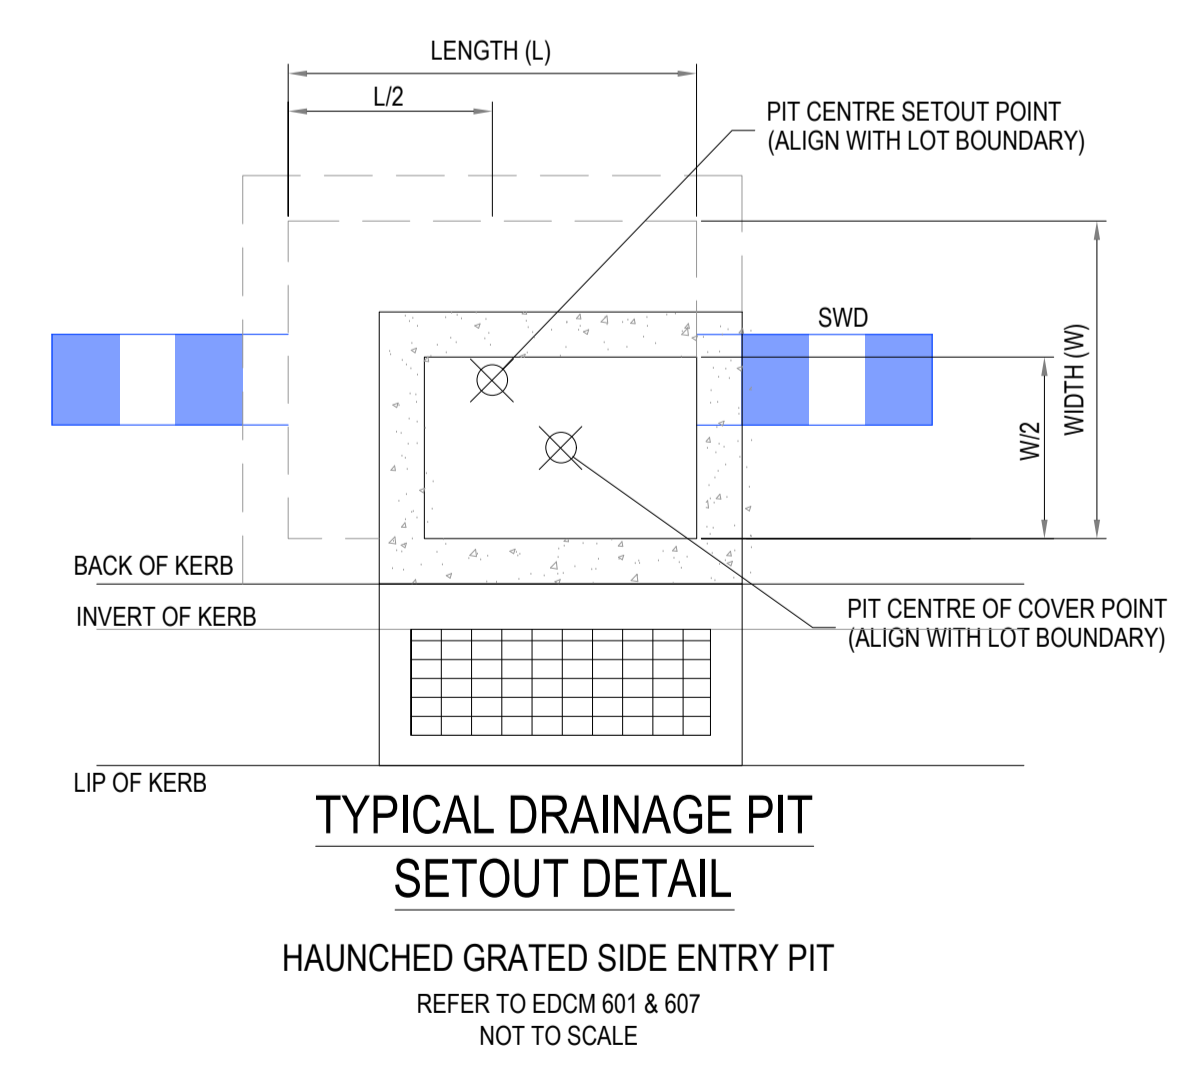 LENGTH (L)
L/2
PIT CENTRE SETOUT POINT
(ALIGN WITH LOT BOUNDARY)
SWD
WIDTH (W)
W/2
BACK OF KERB
INVERT OF KERB
PIT CENTRE OF COVER POINT
(ALIGN WITH LOT BOUNDARY)
LIP OF KERB
TYPICAL DRAINAGE PIT
SETOUT DETAIL
HAUNCHED GRATED SIDE ENTRY PIT
REFER TO EDCM 601 & 607
NOT TO SCALE